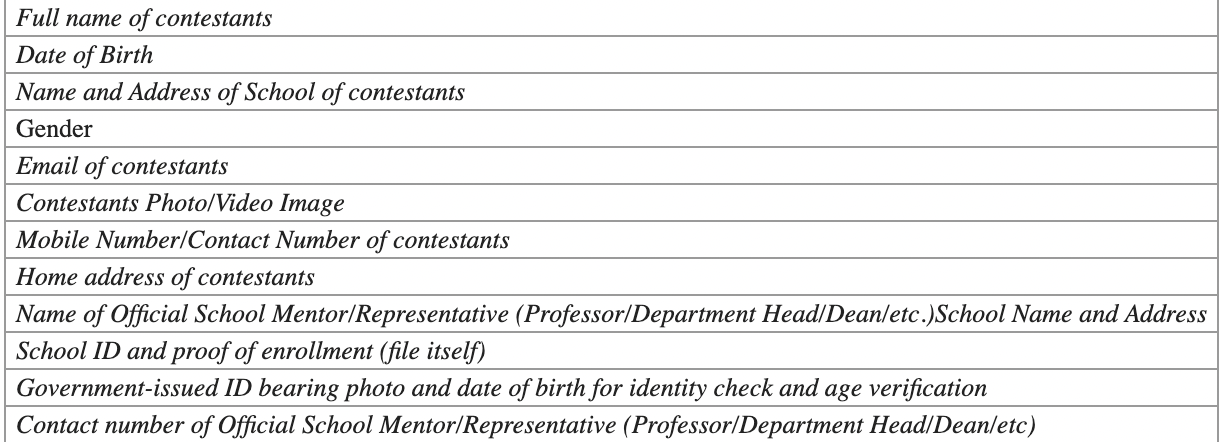 Full name of contestants
Date of Birth
Name and Address of School of contestants
Gender
Email of contestants
Contestants Photo/Video Image
Mobile Number/Contact Number of contestants
Home address of contestants
Name of Official School Mentor/Representative (Professor/Department Head/Dean/etc.)School Name and Address
School ID and proof of enrollment (file itself)
Government-issued ID bearing photo and date of birth for identity check and age verification
Contact number of Official School Mentor/Representative (Professor/Department Head/Dean/etc)